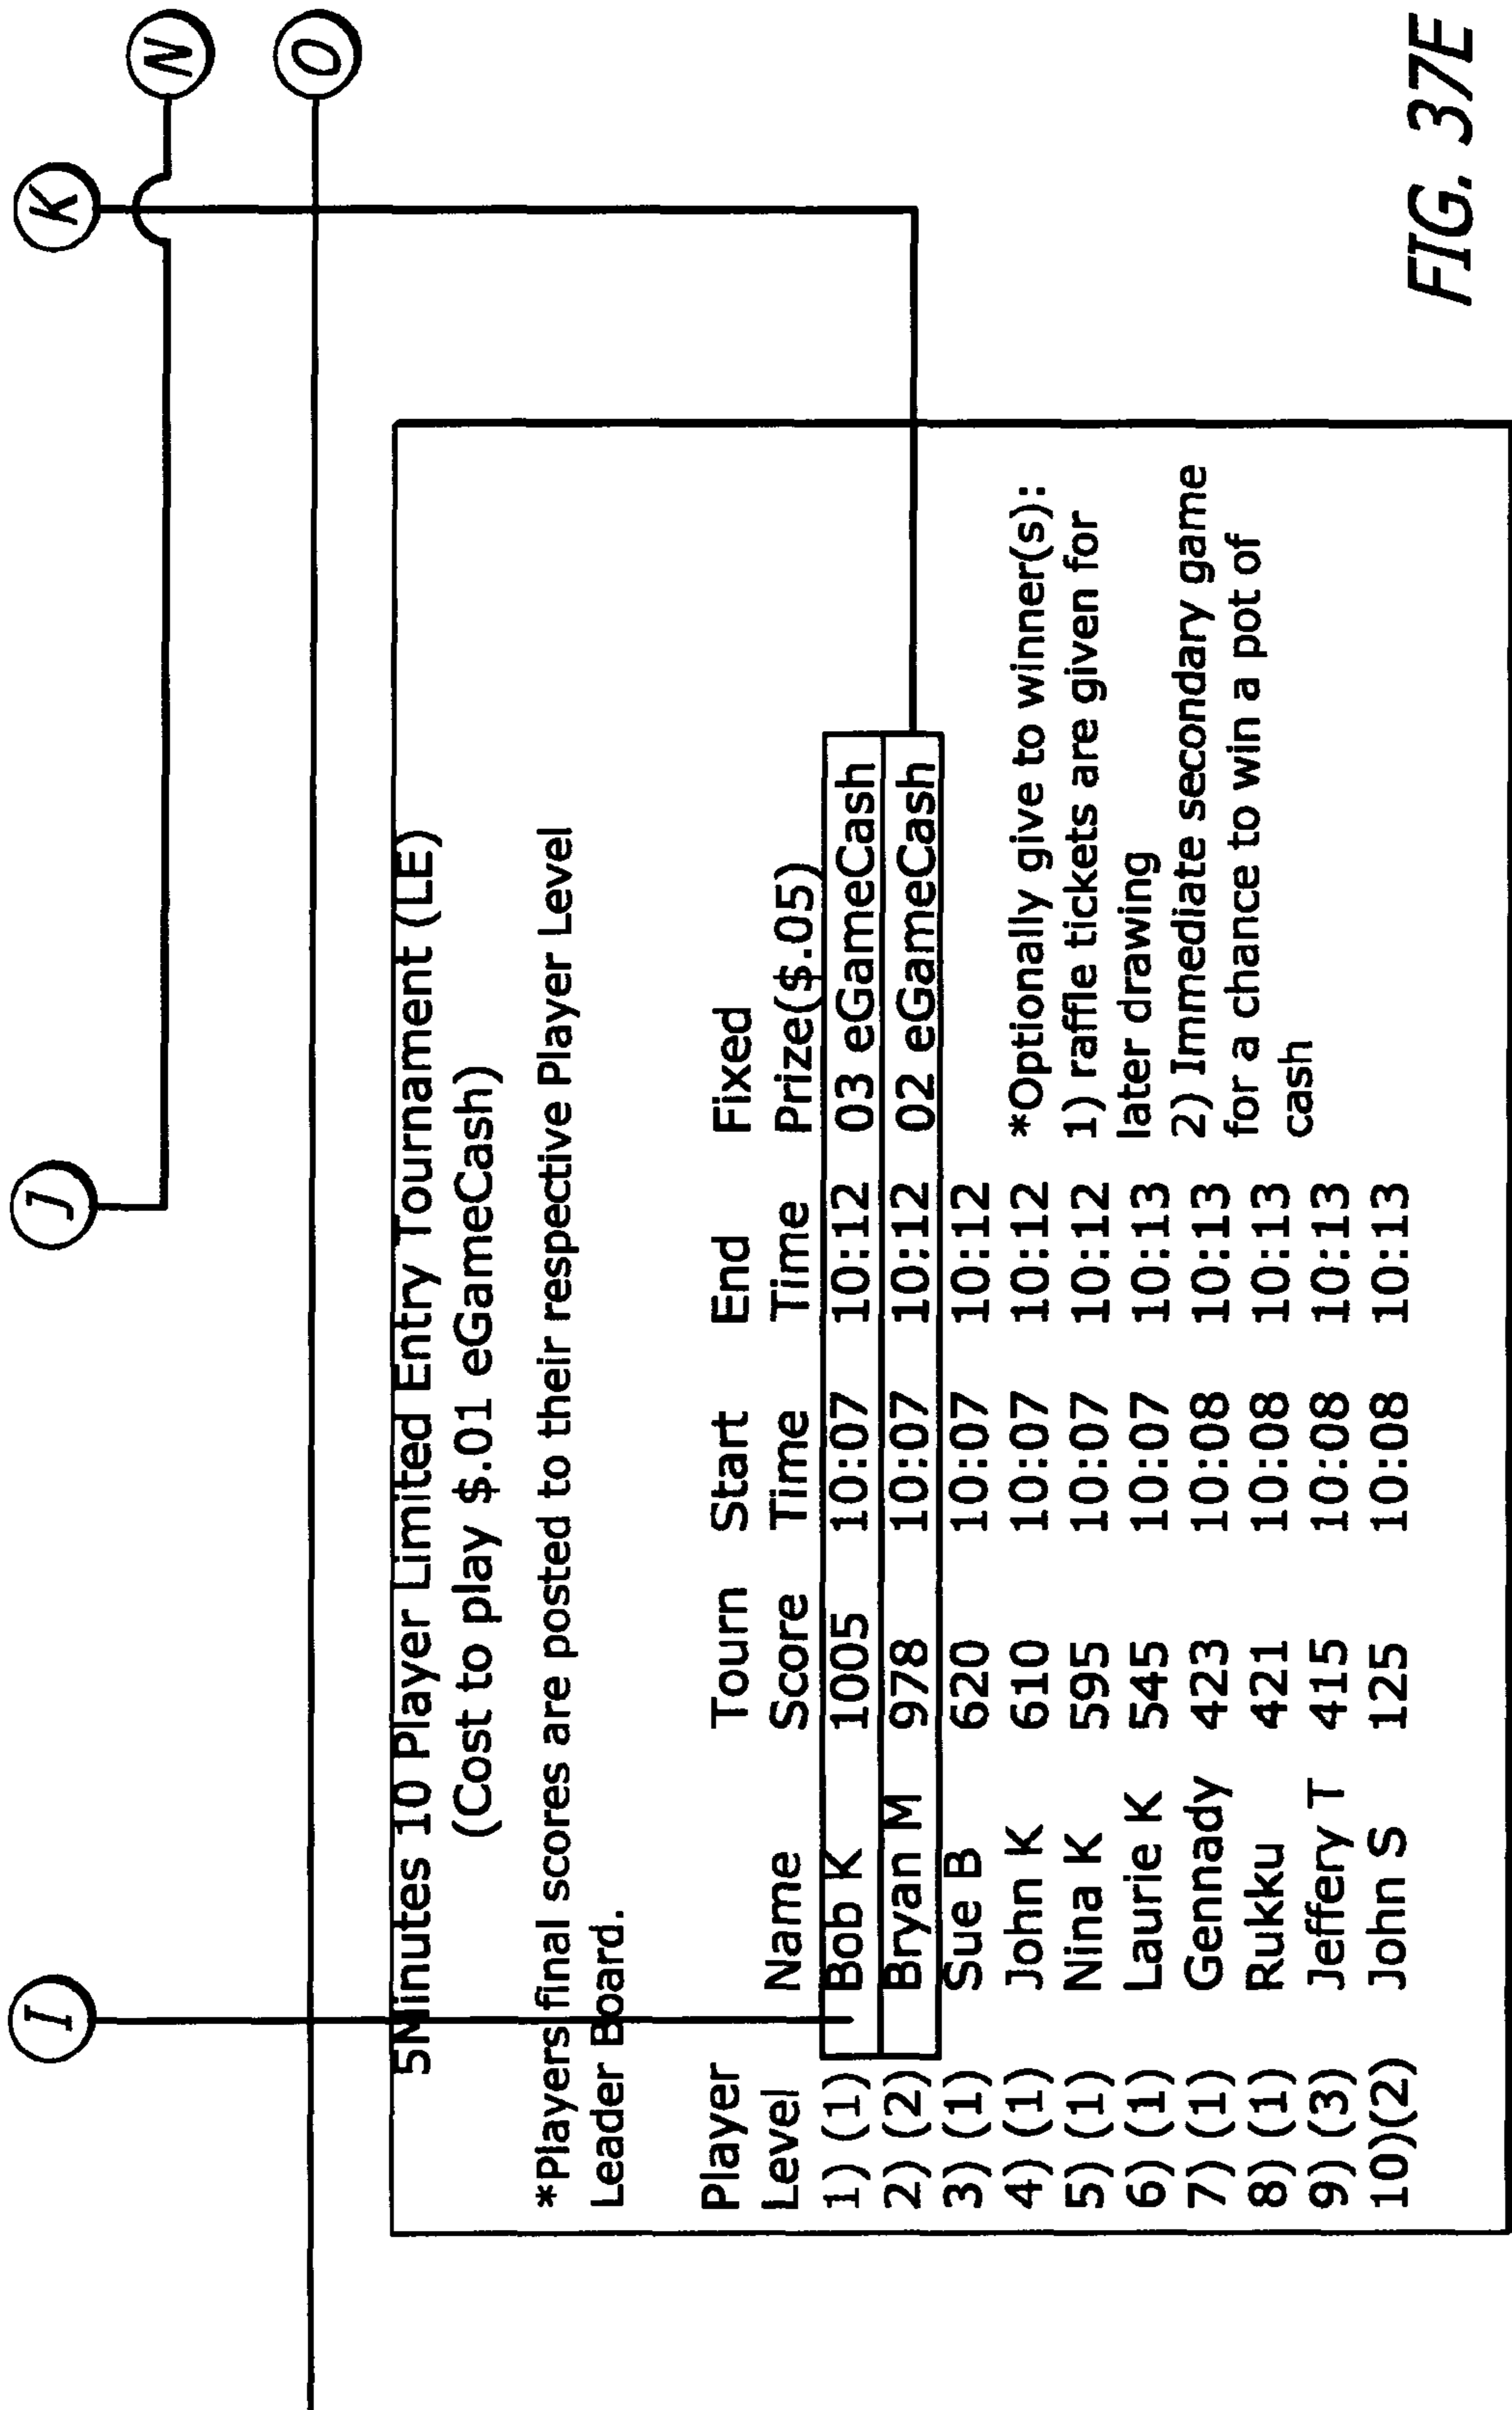 I
J
K
N
O
5Minutes 10 Player Limited Entry Tournament (LE)
(Cost to play $.01 eGameCash)
*Players final scores are posted to their respective Player Level
Leader Board.
Player Tourn Start End Fixed
Level Name Score Time Time Prize($.05)
1) (1) Bob K 1005 10:07 10:12 03 eGameCash
2) (2) Bryan M 978 10:07 10:12 02 eGameCash
3) (1) Sue B 620 10:07 10:12
4) (1) John K 610 10:07 10:12
5) (1) Nina K 595 10:07 10:12
6) (1) Laurie K 545 10:07 10:13
7) (1) Gennady 423 10:08 10:13
8) (1) Rukku 421 10:08 10:13
9) (3) Jeffery T 415 10:08 10:13
10)(2) John S 125 10:08 10:13
*Optionally give to winner(s):
1) raffle tickets are given for
later drawing
2) Immediate secondary game
for a chance to win a pot of
cash
FIG. 37E